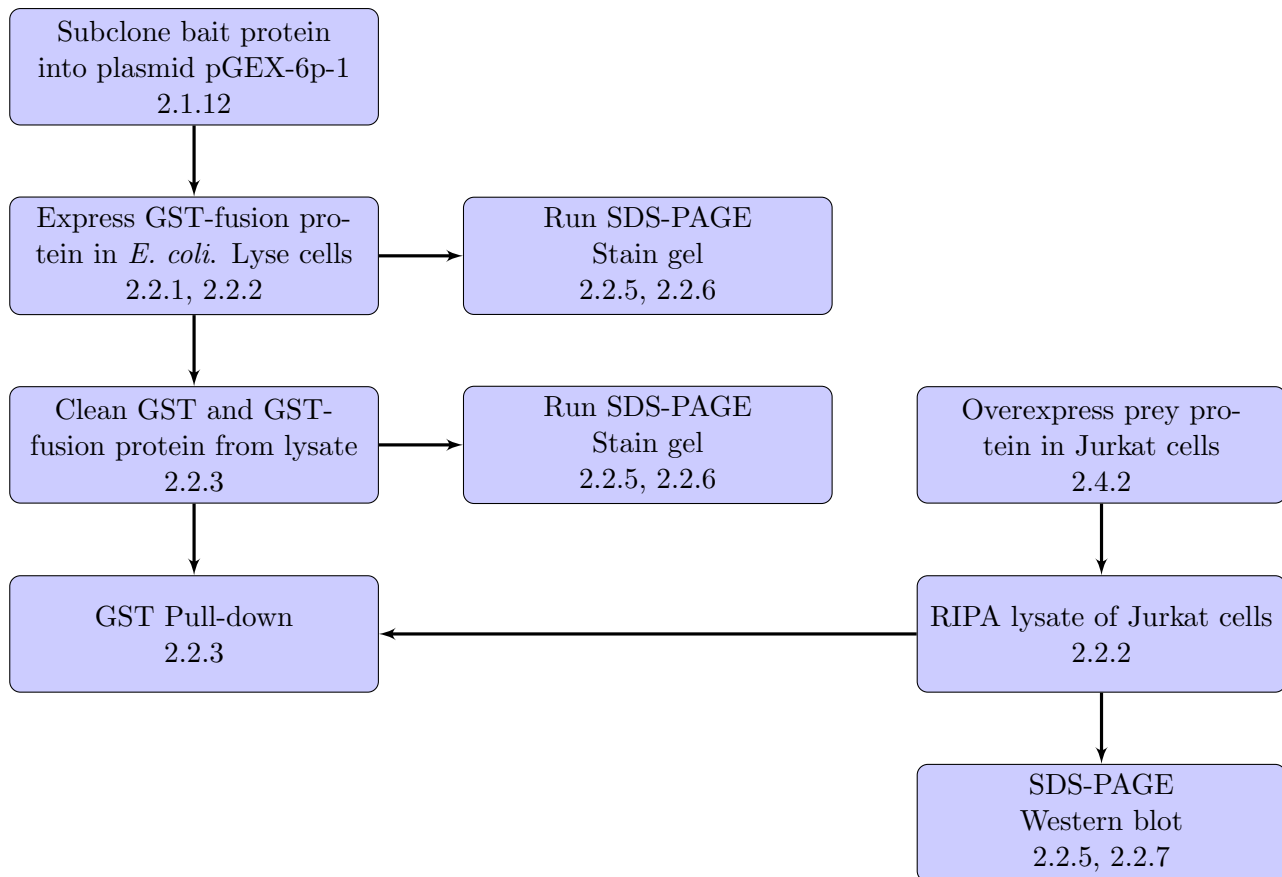 Subclone bait protein
into plasmid pGEX-6p-1
2.1.12
Express GST-fusion pro-
tein in E. coli. Lyse cells
2.2.1, 2.2.2
Run SDS-PAGE
Stain gel
2.2.5, 2.2.6
Clean GST and GST-
fusion protein from lysate
2.2.3
Run SDS-PAGE
Stain gel
2.2.5, 2.2.6
Overexpress prey pro-
tein in Jurkat cells
2.4.2
GST Pull-down
2.2.3
RIPA lysate of Jurkat cells
2.2.2
SDS-PAGE
Western blot
2.2.5, 2.2.7